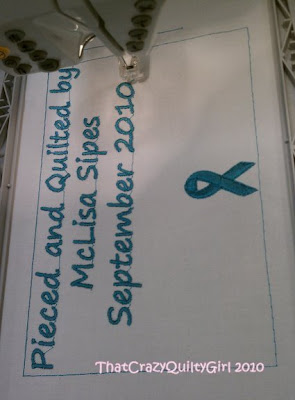 Pieced and Quilted by
McLisa Sipes
September 2010
ThatCrazyQuiltyGirl 2010